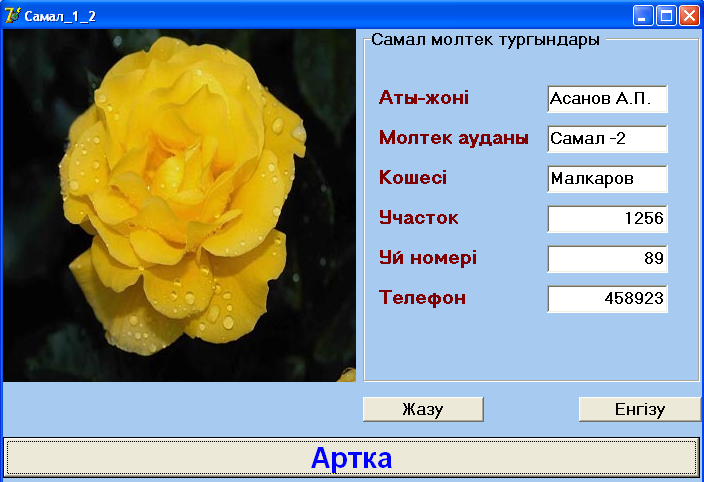 Самал_1_2
Самал молтек тургындары
Аты-жоні Асанов А.П.
Молтек ауданы Самал -2
Кошесі Малкаров
Участок 1256
Уй номері 89
Телефон 458923
Жазу Енгізу
Артка